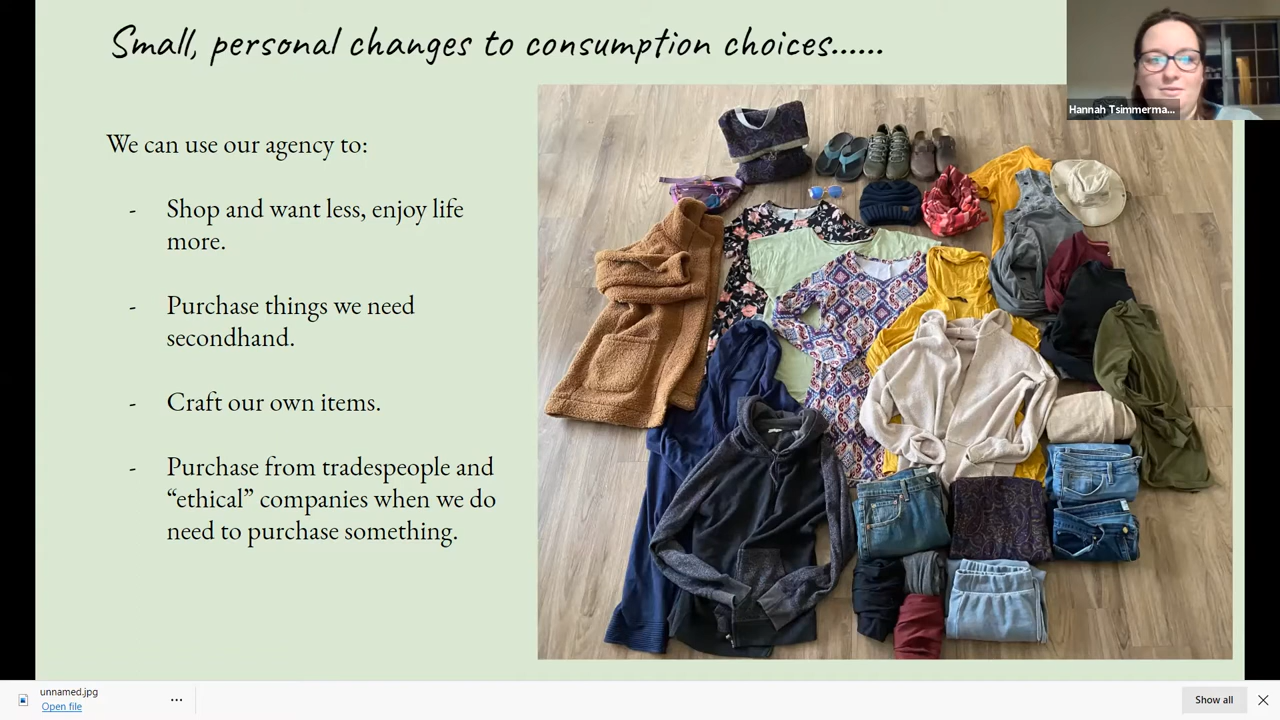 Small, personal changes to consumption choices......
Hannah Tsimmerma...
We can use our agency to:
- Shop and want less, enjoy life
more.
- Purchase things we need
secondhand.
- Craft our own items.
- Purchase from tradespeople and
“ethical” companies when we do
need to purchase something.
unnamed.jpg
Open file
...
Show all